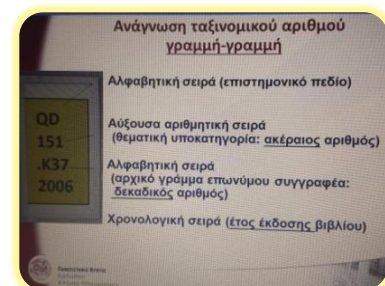 Ανάγνωση ταξινομικού αριθμού
γραμμή-γραμμή
Αλφαβητική σειρά (επιστημονικό πεδίο)
QD
151
.K37
2006
Αύξουσα αριθμητική σειρά
(θεματική υποκατηγορία: ακέραιος αριθμός)
Αλφαβητική σειρά
(αρχικό γράμμα επωνύμου συγγραφέα:
δεκαδικός αριθμός)
Χρονολογική σειρά (έτος έκδοσης βιβλίου)